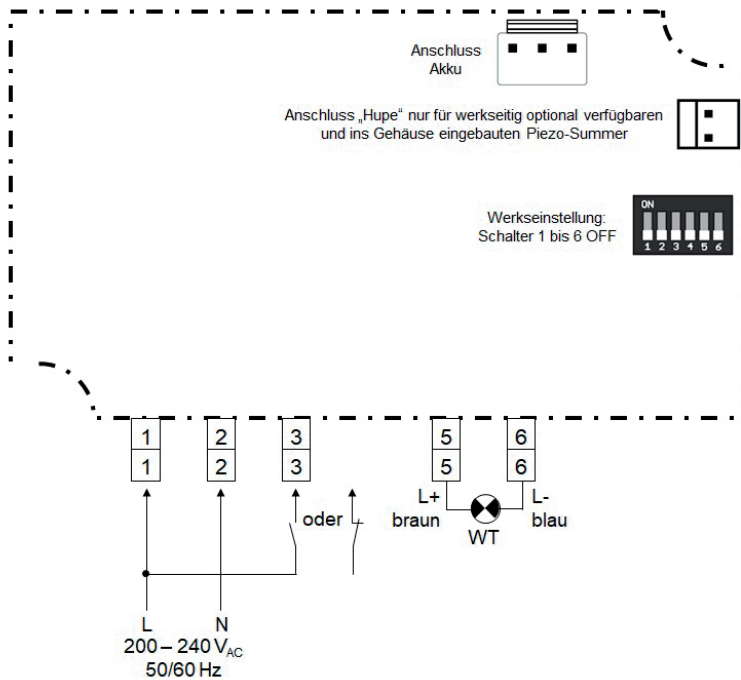 Anschluss
Akku
Anschluss „Hupe“ nur für werkseitig optional verfügbaren
und ins Gehäuse eingebauten Piezo-Summer
ON
Werkseinstellung:
Schalter 1 bis 6 OFF
1 2 3 4 5 6
1 2 3 5 6
1 2 3 5 6
oder
L+
braun
WT
L-
blau
L N
200 – 240 VAC
50/60 Hz